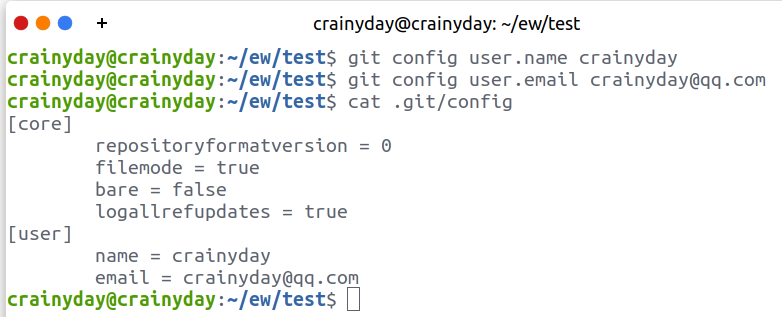 + crainyday@crainyday: ~/ew/test
crainyday@crainyday:~/ew/test$ git config user.name crainyday
crainyday@crainyday:~/ew/test$ git config user.email crainyday@qq.com
crainyday@crainyday:~/ew/test$ cat .git/config
[core]
        repositoryformatversion = 0
        filemode = true
        bare = false
        logallrefupdates = true
[user]
        name = crainyday
        email = crainyday@qq.com
crainyday@crainyday:~/ew/test$